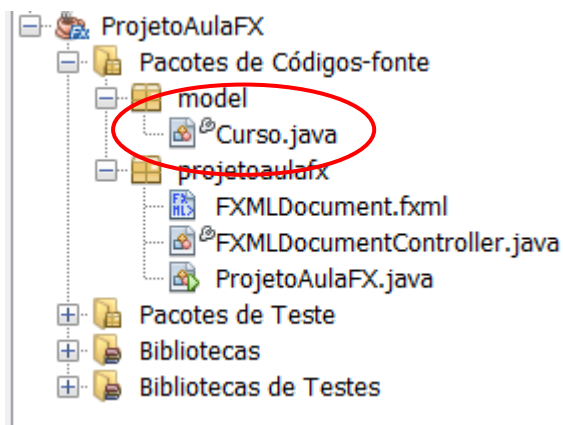 ProjetoAulaFX
Pacotes de Códigos-fonte
model
Curso.java
projetoaulafx
FXMLDocument.fxml
FXMLDocumentController.java
ProjetoAulaFX.java
Pacotes de Teste
Bibliotecas
Bibliotecas de Testes